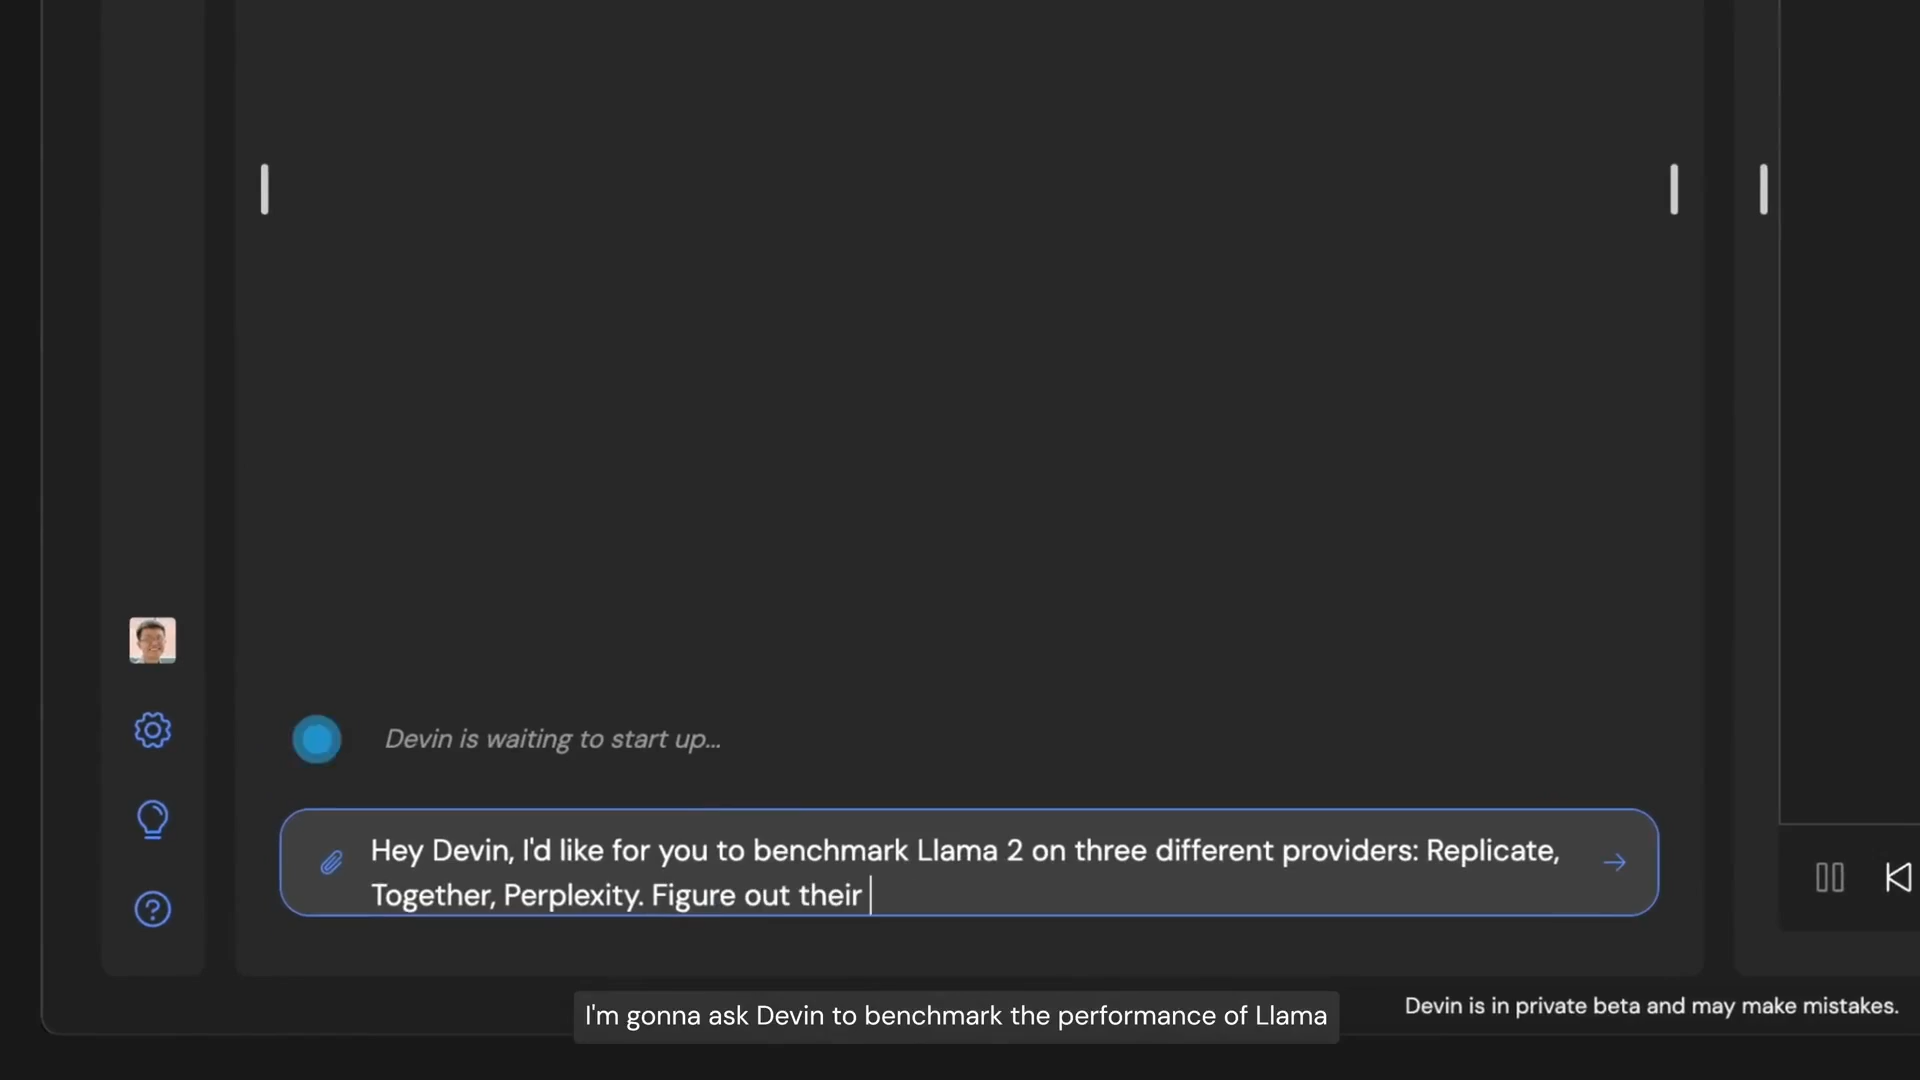 Devin is waiting to start up...
Hey Devin, I'd like for you to benchmark Llama 2 on three different providers: Replicate,
Together, Perplexity. Figure out their
I'm gonna ask Devin to benchmark the performance of Llama
Devin is in private beta and may make mistakes.